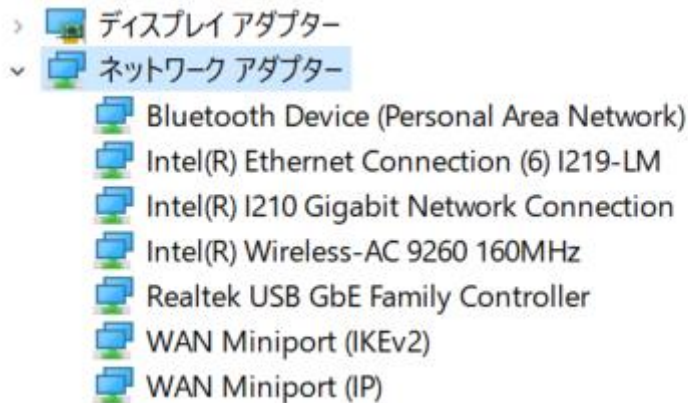 ディスプレイ アダプター
ネットワーク アダプター
Bluetooth Device (Personal Area Network)
Intel(R) Ethernet Connection (6) I219-LM
Intel(R) I210 Gigabit Network Connection
Intel(R) Wireless-AC 9260 160MHz
Realtek USB GbE Family Controller
WAN Miniport (IKEv2)
WAN Miniport (IP)